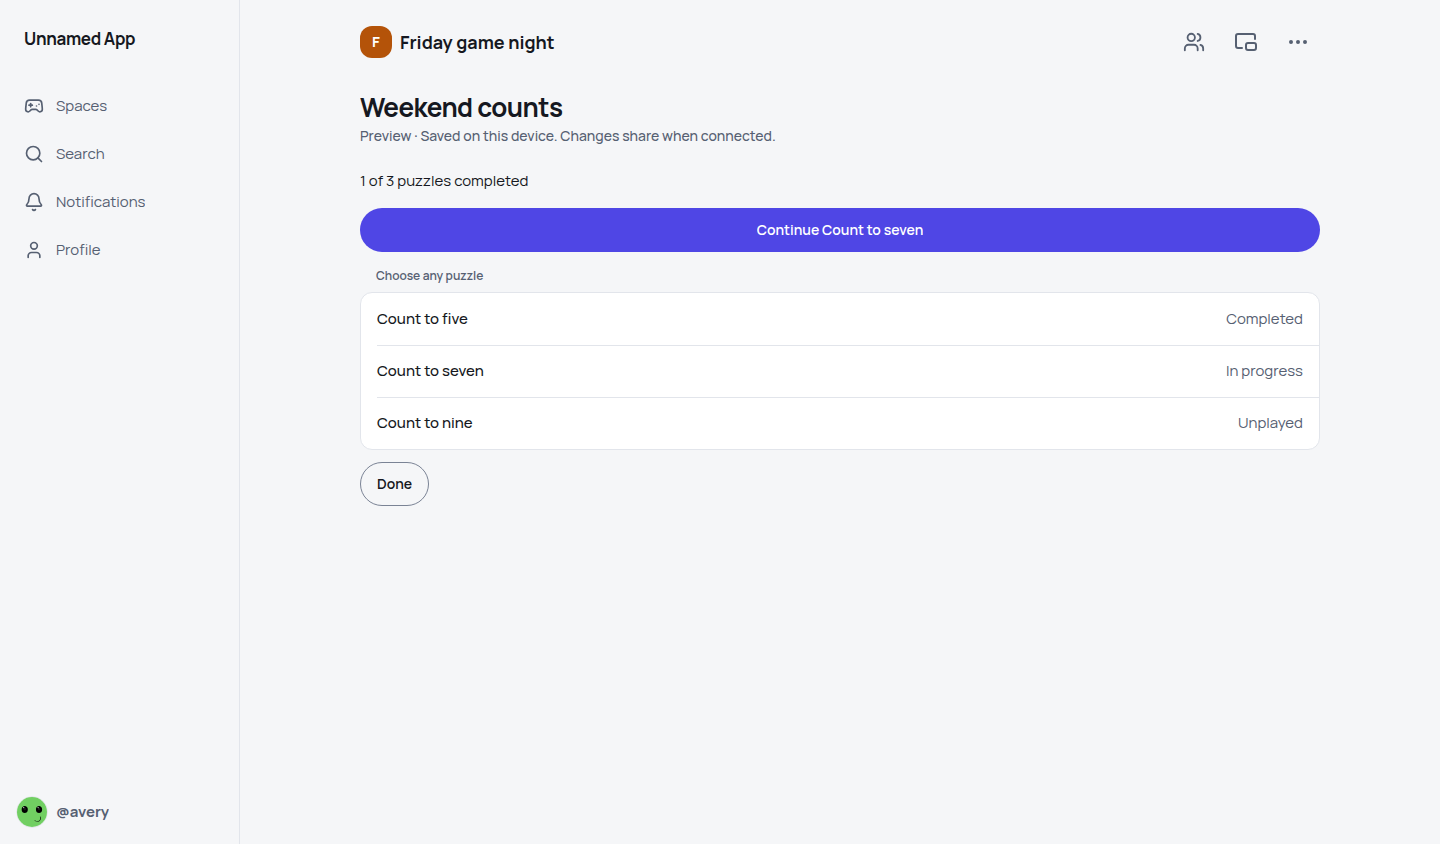 Unnamed App
Spaces
Search
Notifications
Profile
@avery
F
Friday game night
Weekend counts
Preview · Saved on this device. Changes share when connected.
1 of 3 puzzles completed
Continue Count to seven
Choose any puzzle
Count to five Completed
Count to seven In progress
Count to nine Unplayed
Done